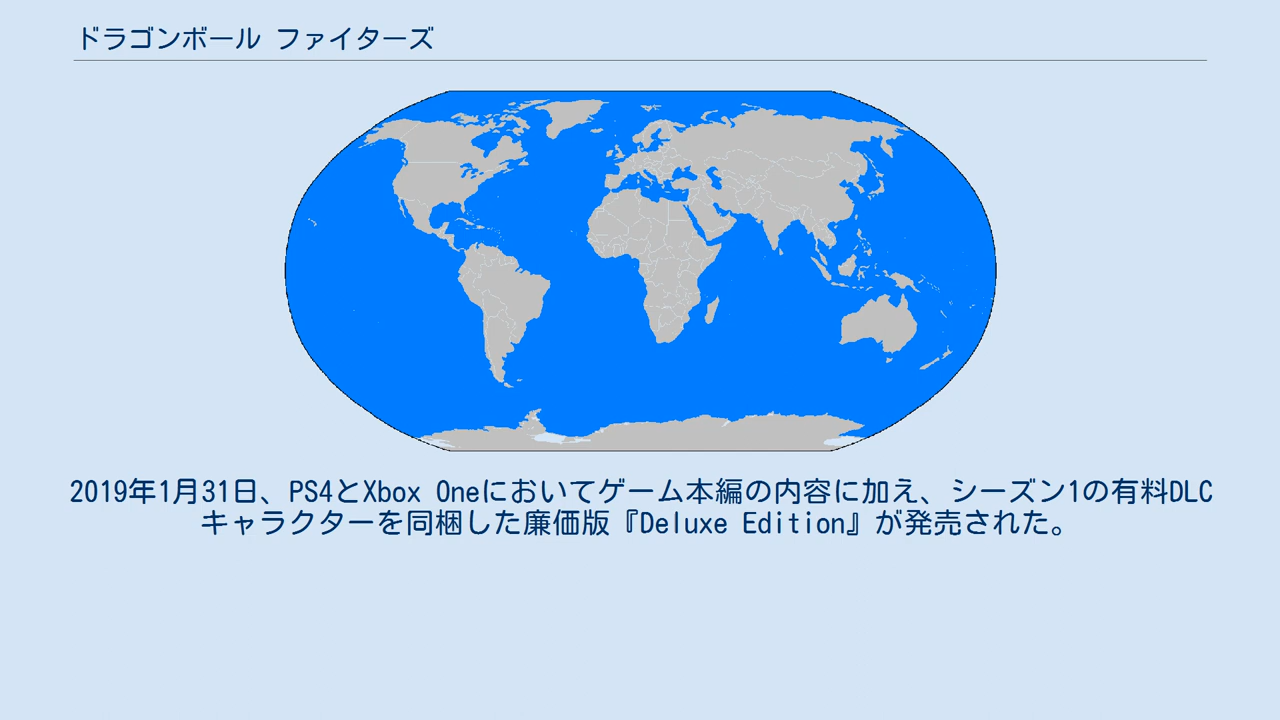 ドラゴンボール ファイターズ
2019年1月31日、PS4とXbox Oneにおいてゲーム本編の内容に加え、シーズン1の有料DLC
キャラクターを同梱した廉価版『Deluxe Edition』が発売された。